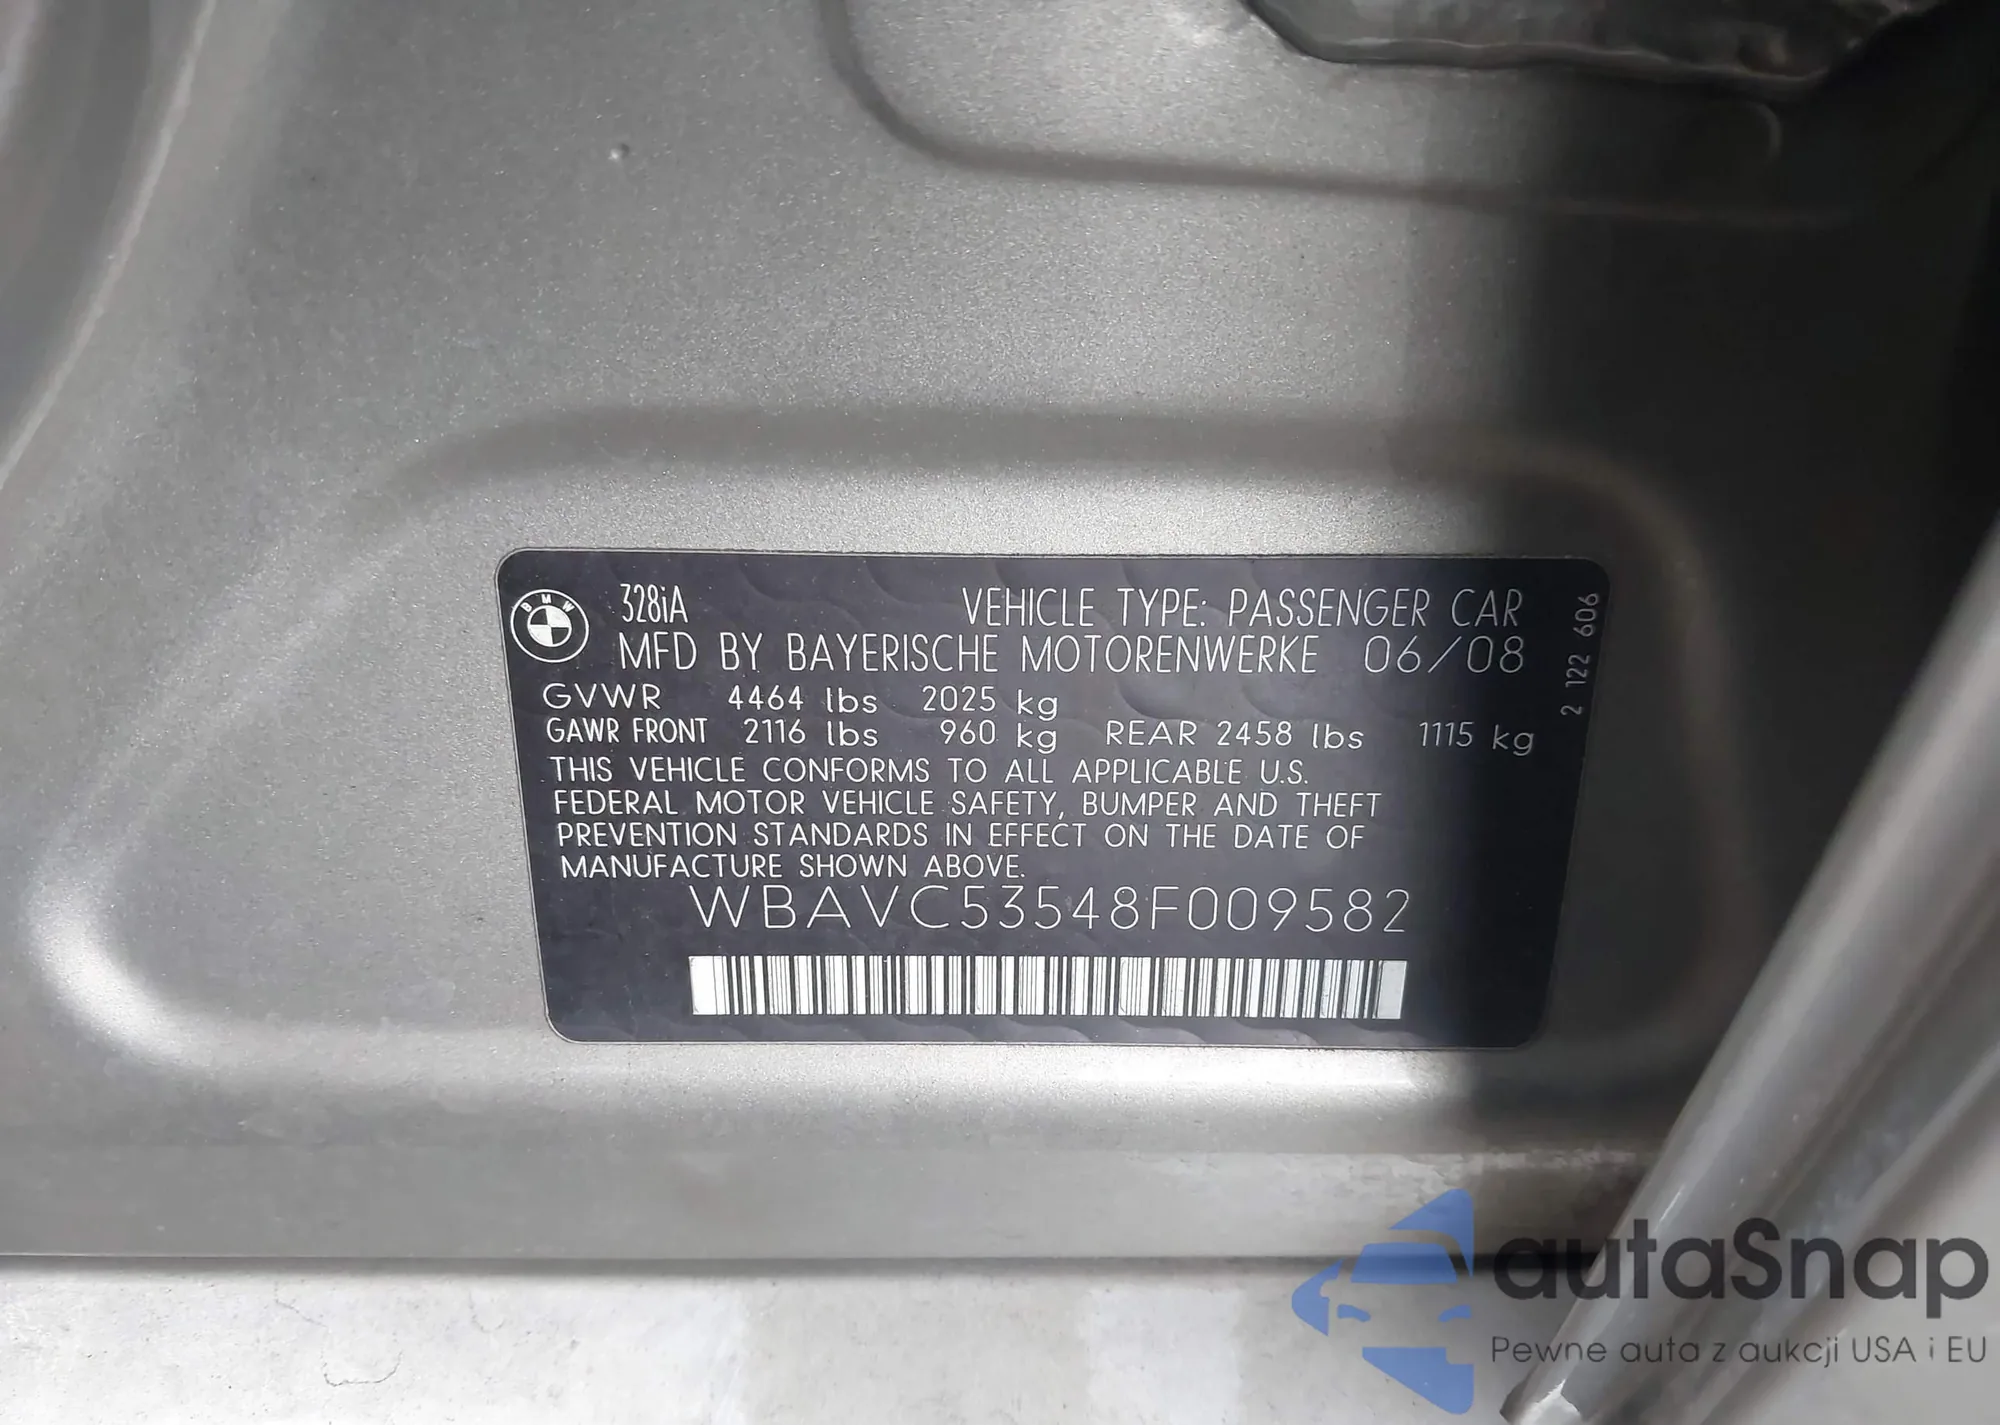 BMW
328iA VEHICLE TYPE: PASSENGER CAR
MFD BY BAYERISCHE MOTORENWERKE 06/08
GVWR 4464 lbs 2025 kg
GAWR FRONT 2116 lbs 960 kg REAR 2458 lbs 1115 kg
THIS VEHICLE CONFORMS TO ALL APPLICABLE U.S.
FEDERAL MOTOR VEHICLE SAFETY, BUMPER AND THEFT
PREVENTION STANDARDS IN EFFECT ON THE DATE OF
MANUFACTURE SHOWN ABOVE.
WBAVC53548F009582
2 122 606
autoSnap
Pewne auta z aukcji USA i EU